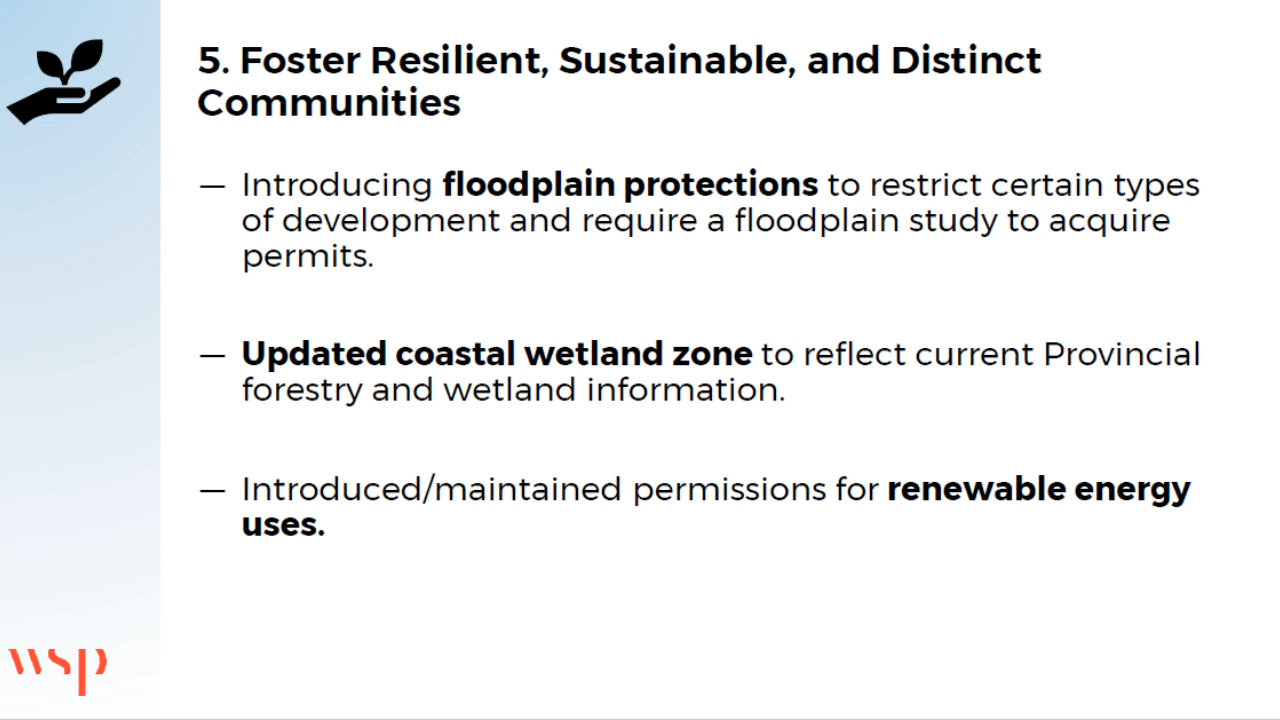 5. Foster Resilient, Sustainable, and Distinct
Communities
— Introducing floodplain protections to restrict certain types
of development and require a floodplain study to acquire
permits.
— Updated coastal wetland zone to reflect current Provincial
forestry and wetland information.
— Introduced/maintained permissions for renewable energy
uses.
wsp